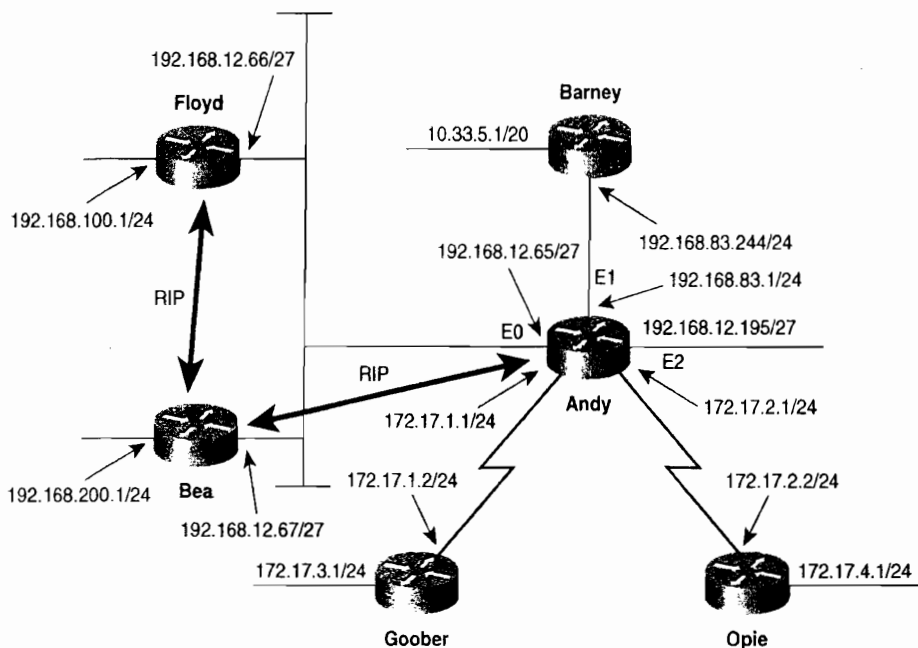 192.168.12.66/27
Floyd
Barney
10.33.5.1/20
192.168.100.1/24
192.168.83.244/24
192.168.12.65/27
E1
192.168.83.1/24
RIP
E0
192.168.12.195/27
E2
RIP
Andy
172.17.1.1/24
172.17.2.1/24
192.168.200.1/24
Bea
172.17.1.2/24
172.17.2.2/24
192.168.12.67/27
172.17.3.1/24
172.17.4.1/24
Goober
Opie